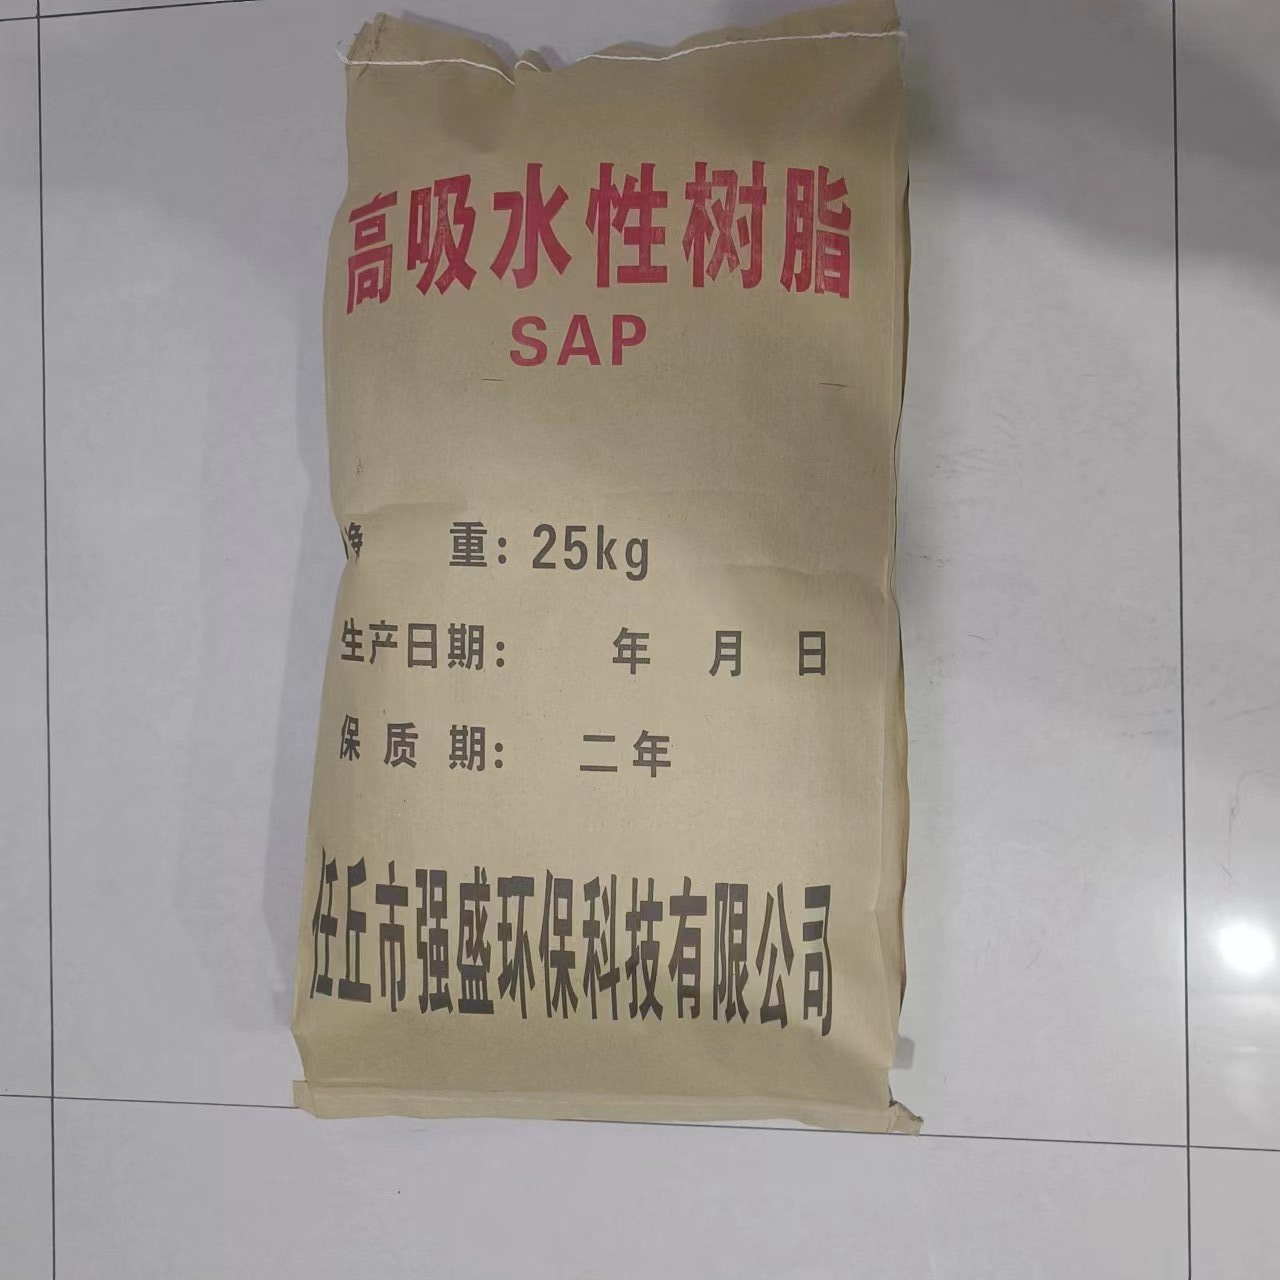 高吸水性树脂
SAP
净 重：25kg
生产日期： 年 月 日
保质期： 二年
任丘市强盛环保科技有限公司